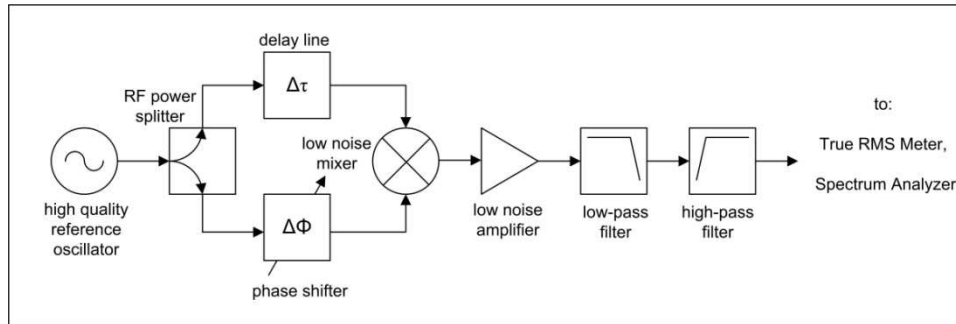 delay line
Δτ
RF power
splitter
low noise
mixer
high quality
reference
oscillator
ΔΦ
phase shifter
low noise
amplifier
low-pass
filter
high-pass
filter
to:
True RMS Meter,
Spectrum Analyzer